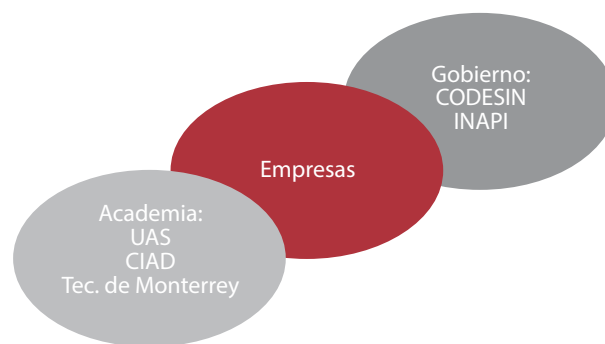 Gobierno:
CODESIN
INAPI
Empresas
Academia:
UAS
CIAD
Tec. de Monterrey